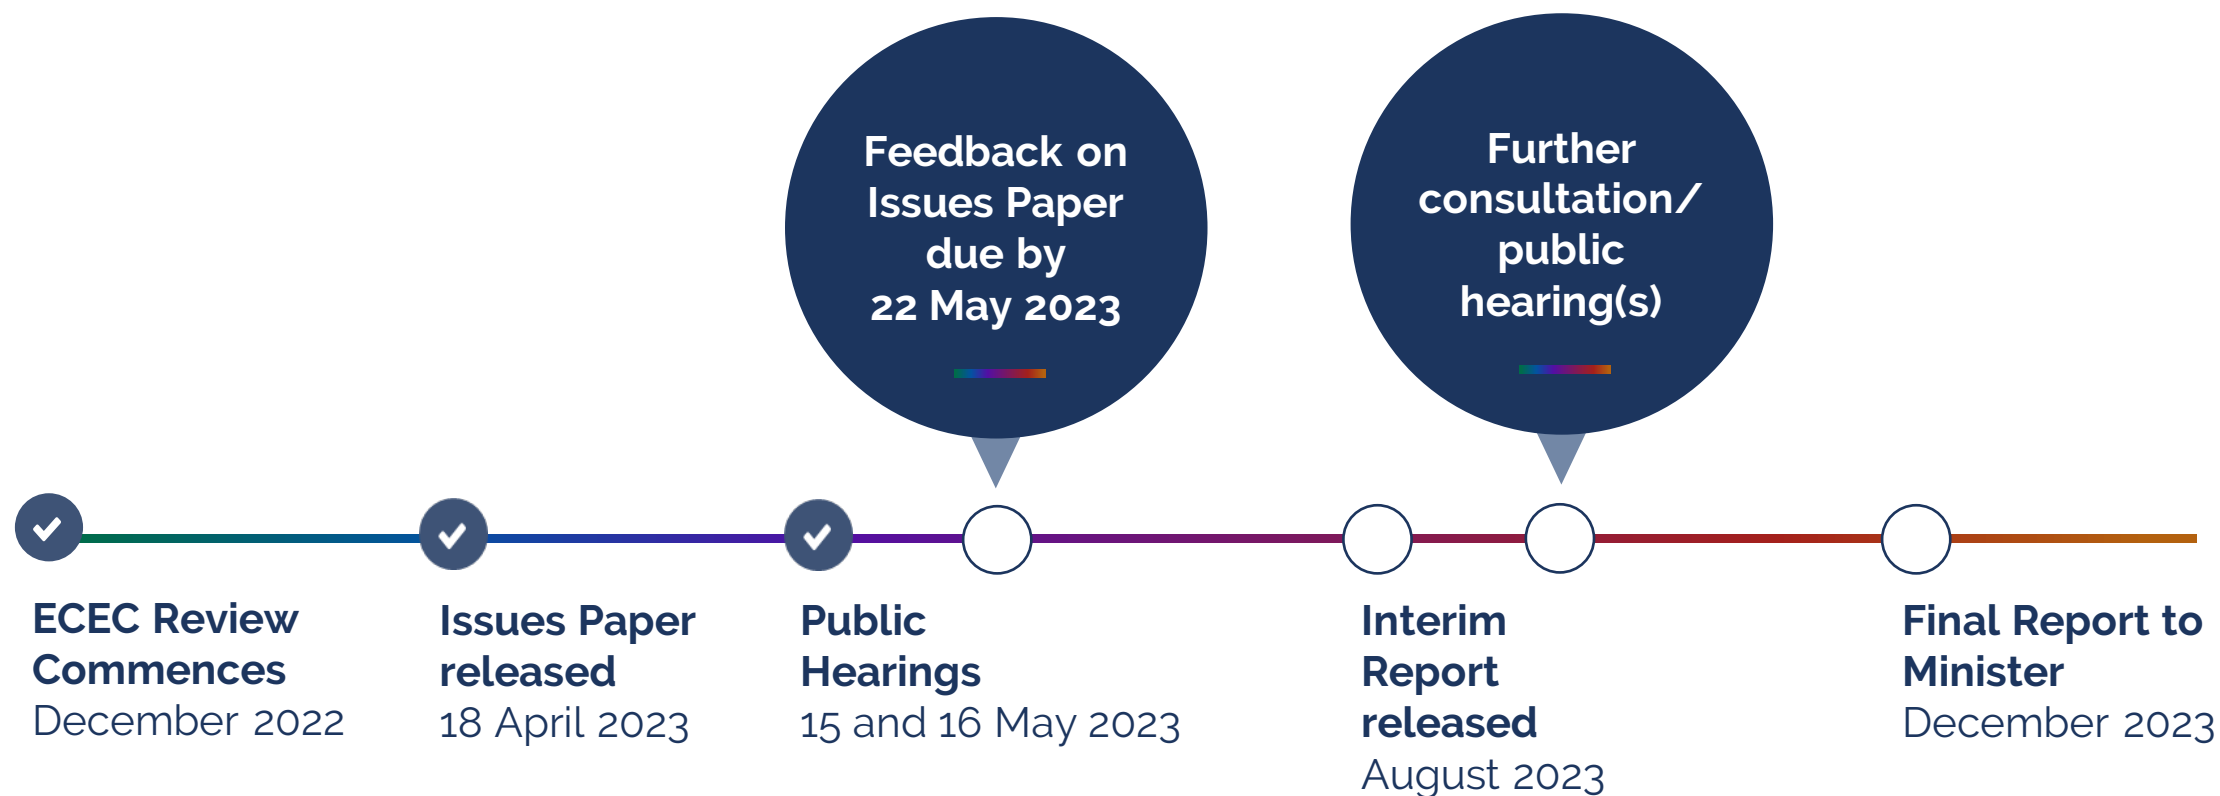 Feedback on
Issues Paper
due by
22 May 2023
Further
consultation/
public
hearing(s)
ECEC Review
Commences
December 2022
Issues Paper
released
18 April 2023
Public
Hearings
15 and 16 May 2023
Interim
Report
released
August 2023
Final Report to
Minister
December 2023